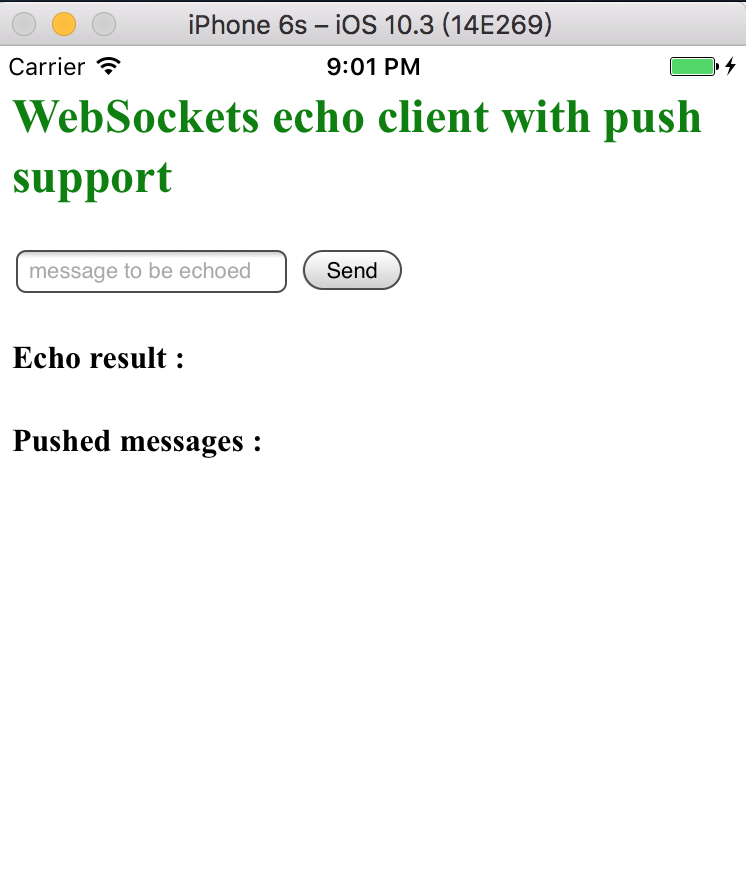 iPhone 6s – iOS 10.3 (14E269)
Carrier 9:01 PM
WebSockets echo client with push
support
message to be echoed Send
Echo result :
Pushed messages :